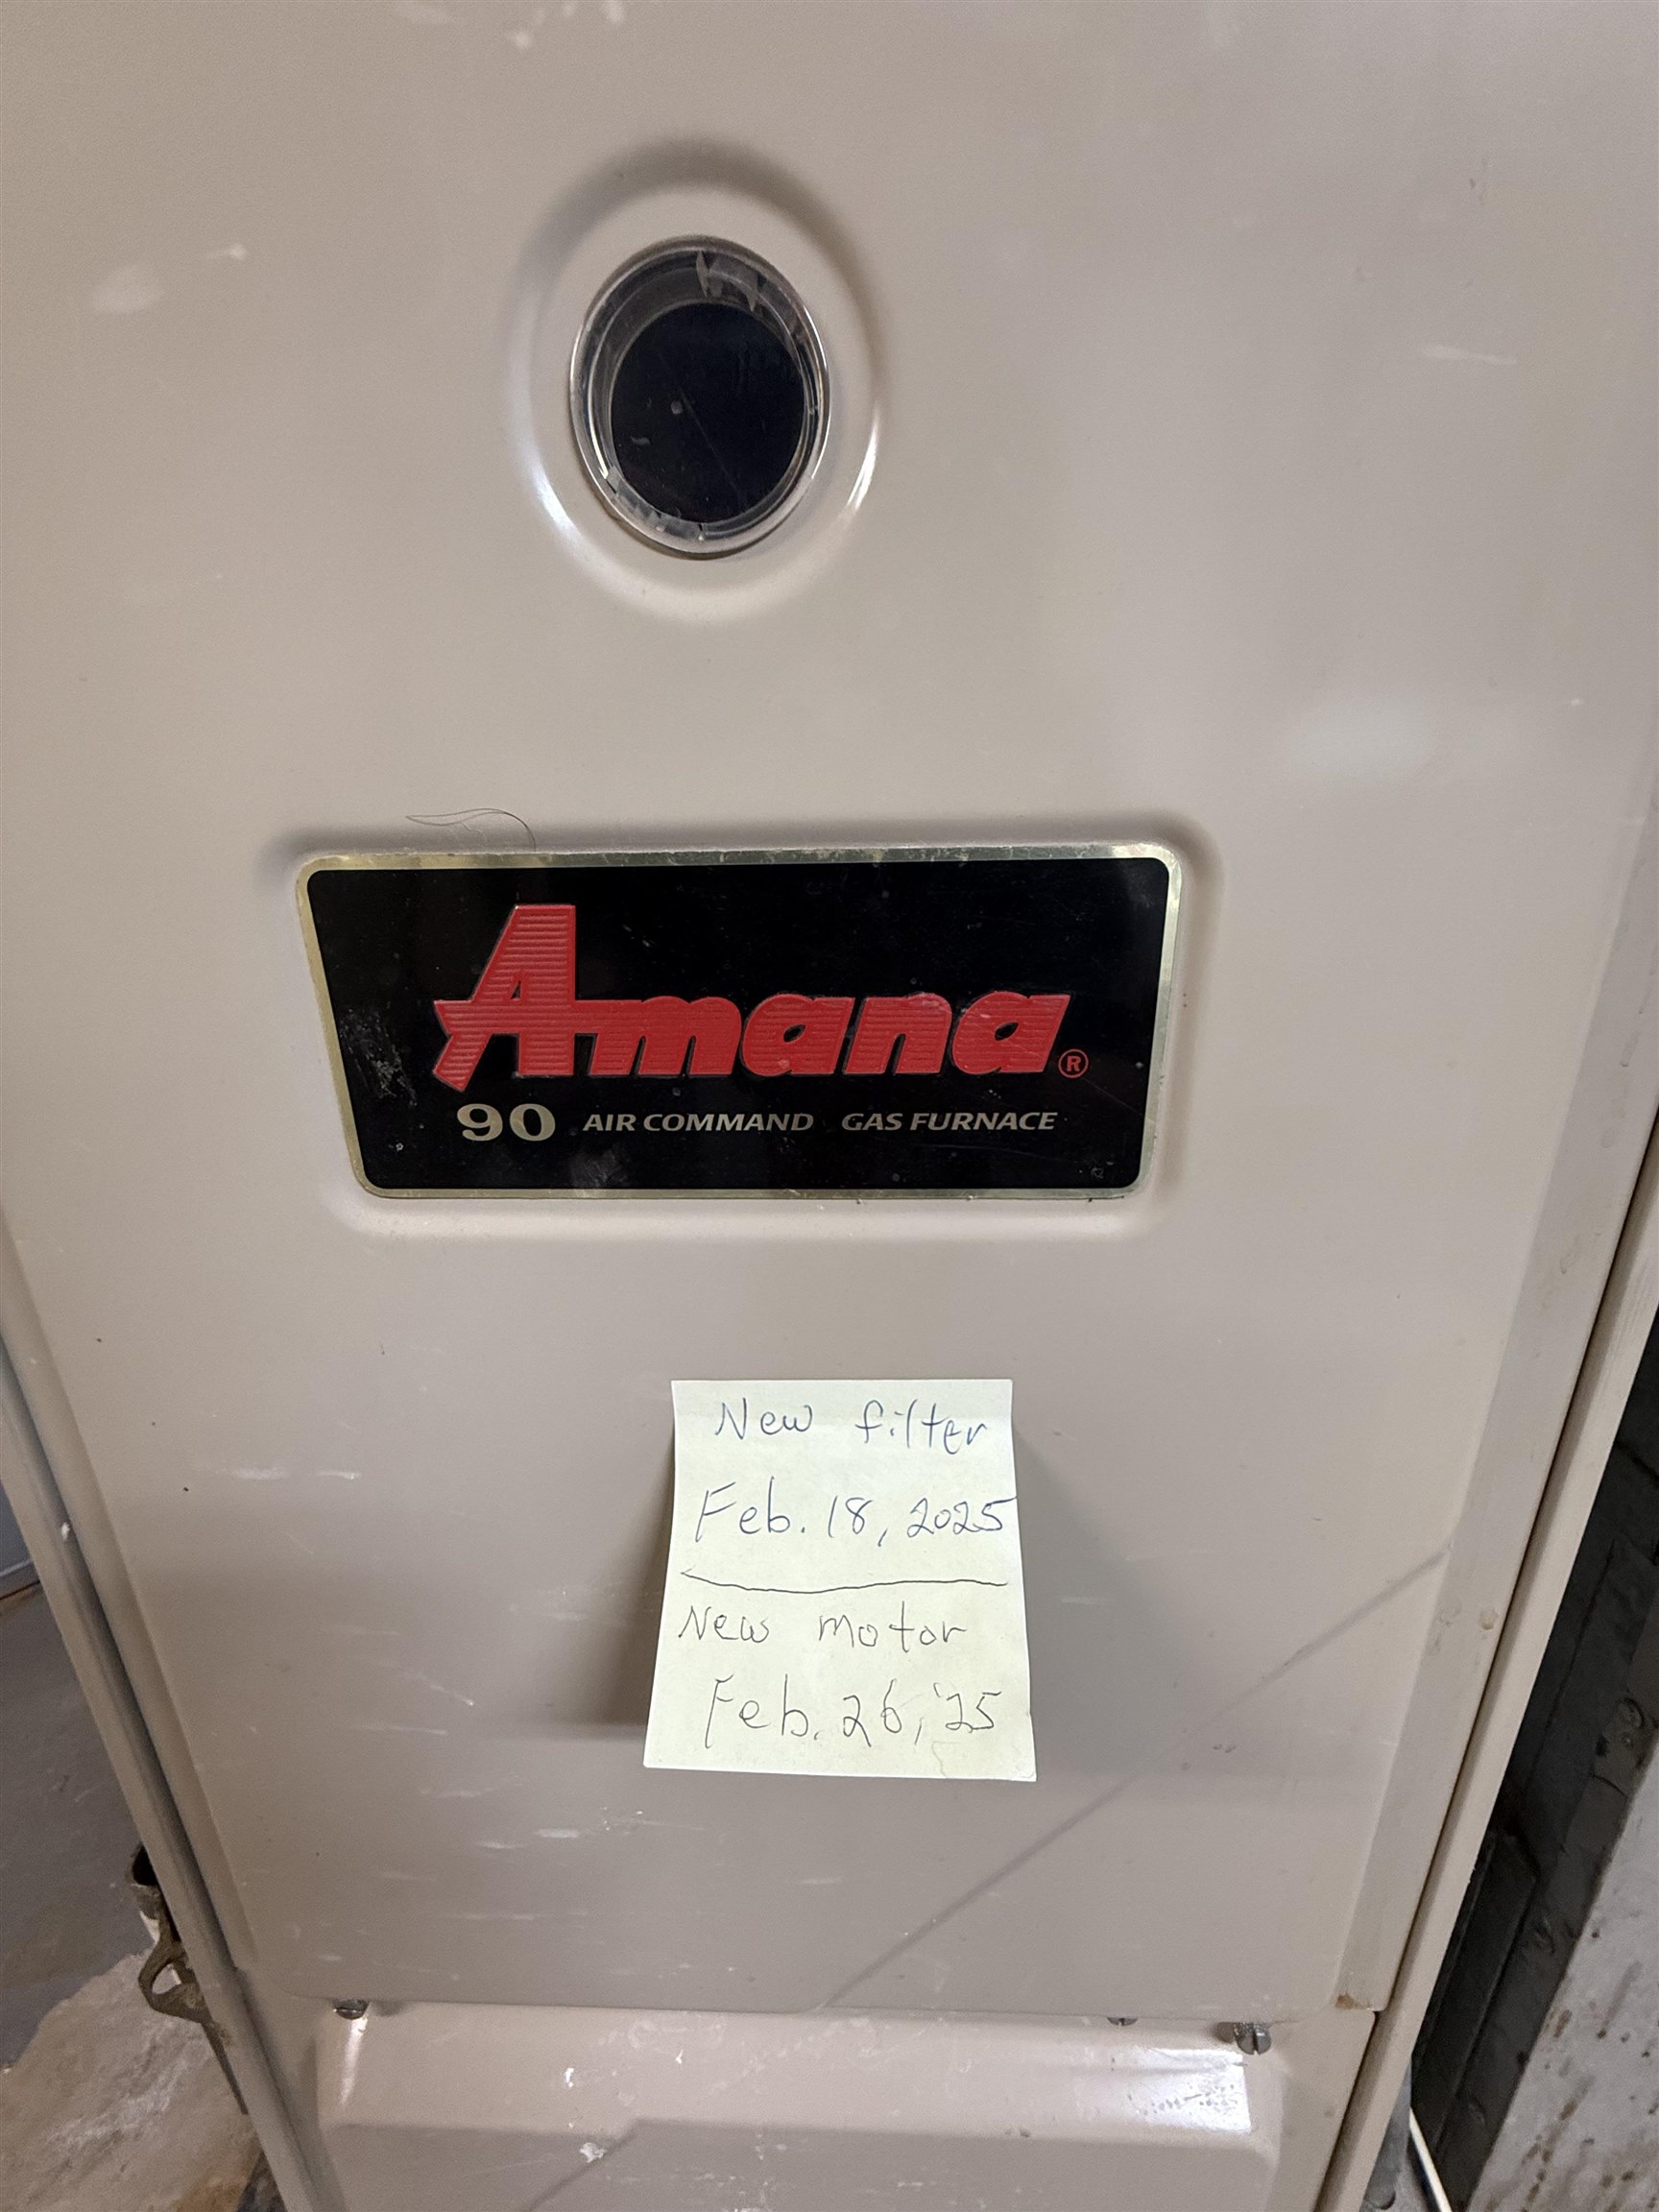 Amana®
90 AIR COMMAND GAS FURNACE
New filter
Feb. 18, 2025
New motor
Feb. 26, '25